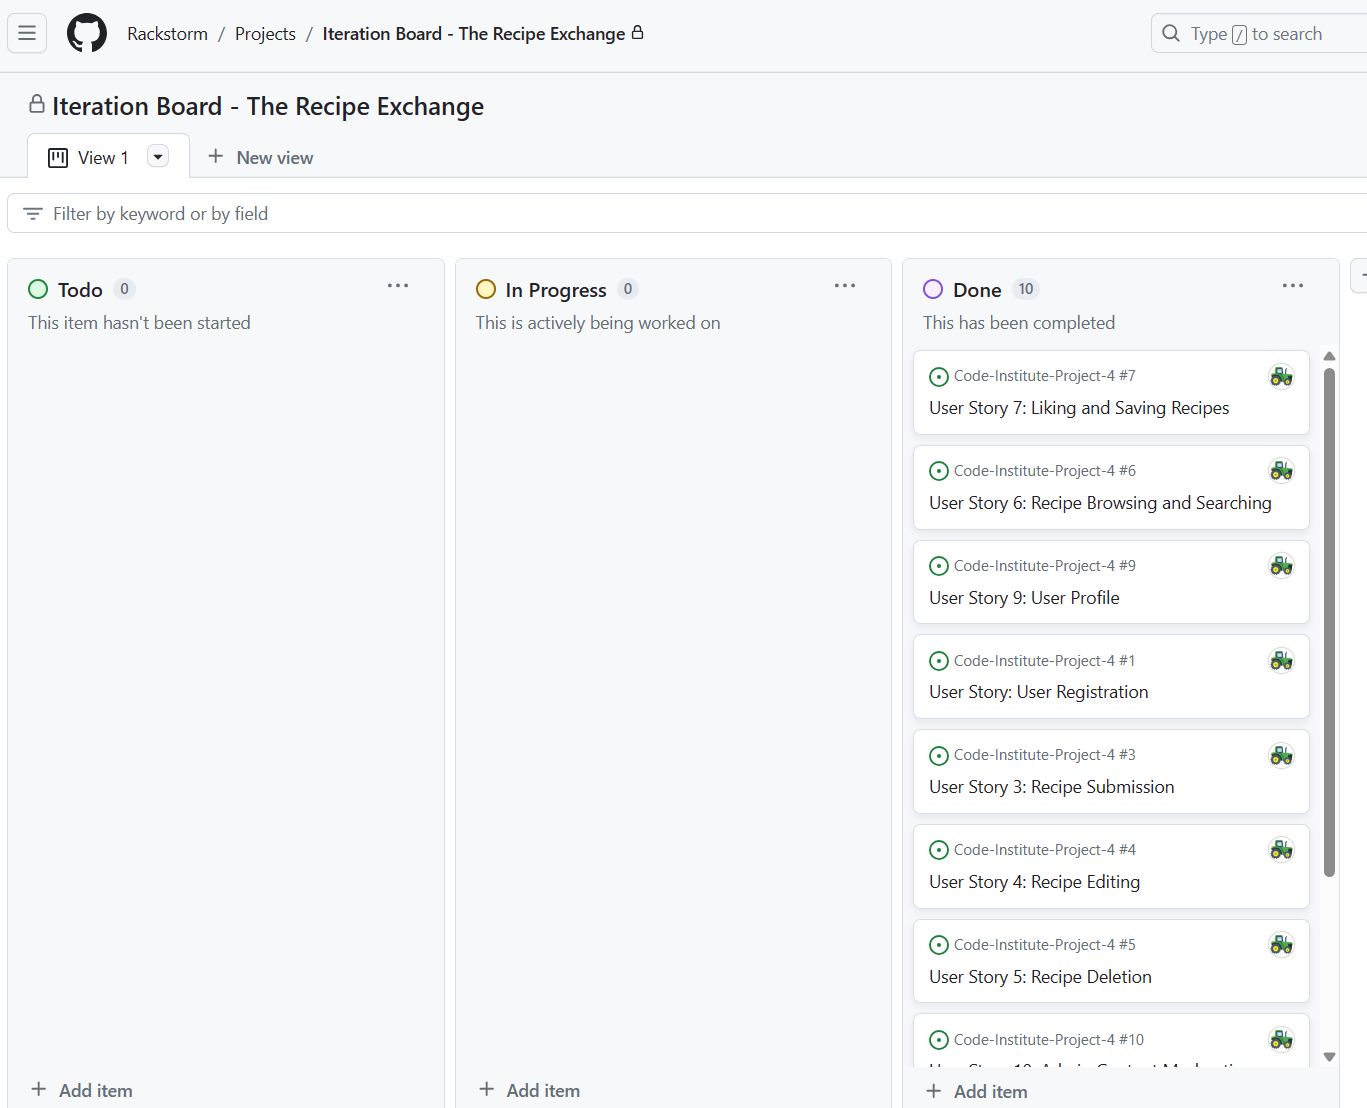 Rackstorm / Projects / Iteration Board - The Recipe Exchange
Type / to search
Iteration Board - The Recipe Exchange
View 1
New view
Filter by keyword or by field
Todo 0
This item hasn't been started
Add item
In Progress 0
This is actively being worked on
Add item
Done 10
This has been completed
Code-Institute-Project-4 #7
User Story 7: Liking and Saving Recipes
Code-Institute-Project-4 #6
User Story 6: Recipe Browsing and Searching
Code-Institute-Project-4 #9
User Story 9: User Profile
Code-Institute-Project-4 #1
User Story: User Registration
Code-Institute-Project-4 #3
User Story 3: Recipe Submission
Code-Institute-Project-4 #4
User Story 4: Recipe Editing
Code-Institute-Project-4 #5
User Story 5: Recipe Deletion
Code-Institute-Project-4 #10
User Story 10: Admin Content
Add item